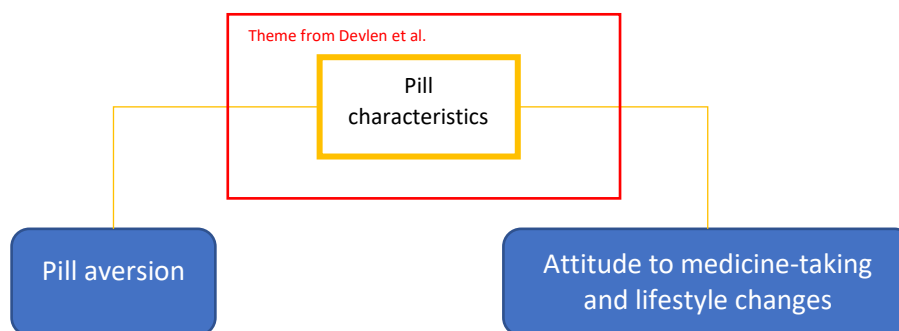 Theme from Devlen et al.
Pill
characteristics
Pill aversion
Attitude to medicine-taking
and lifestyle changes